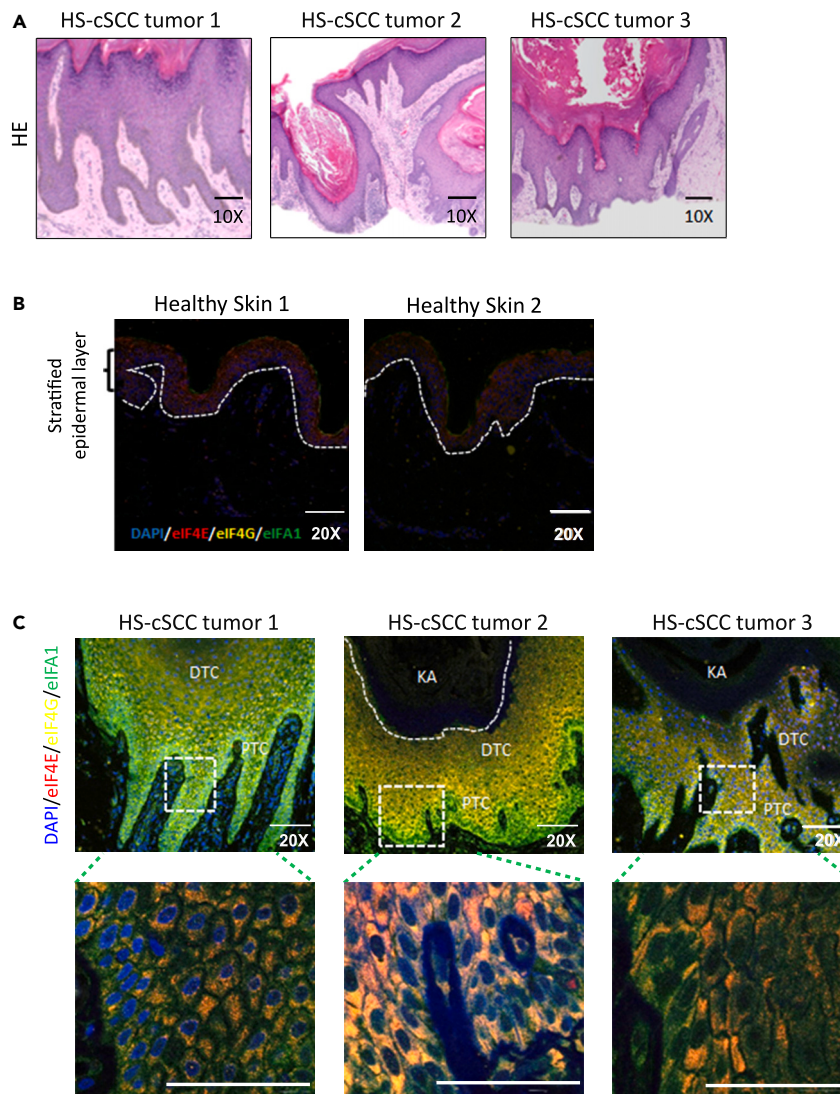 A
HS-cSCC tumor 1
HS-cSCC tumor 2
HS-cSCC tumor 3
HE
10X
10X
10X
B
Healthy Skin 1
Healthy Skin 2
Stratified
epidermal layer
DAPI/eIF4E/eIF4G/eIFA1
20X
20X
C
HS-cSCC tumor 1
HS-cSCC tumor 2
HS-cSCC tumor 3
DAPI/eIF4E/eIF4G/eIFA1
DTC
PTC
20X
KA
DTC
PTC
20X
KA
DTC
PTC
20X